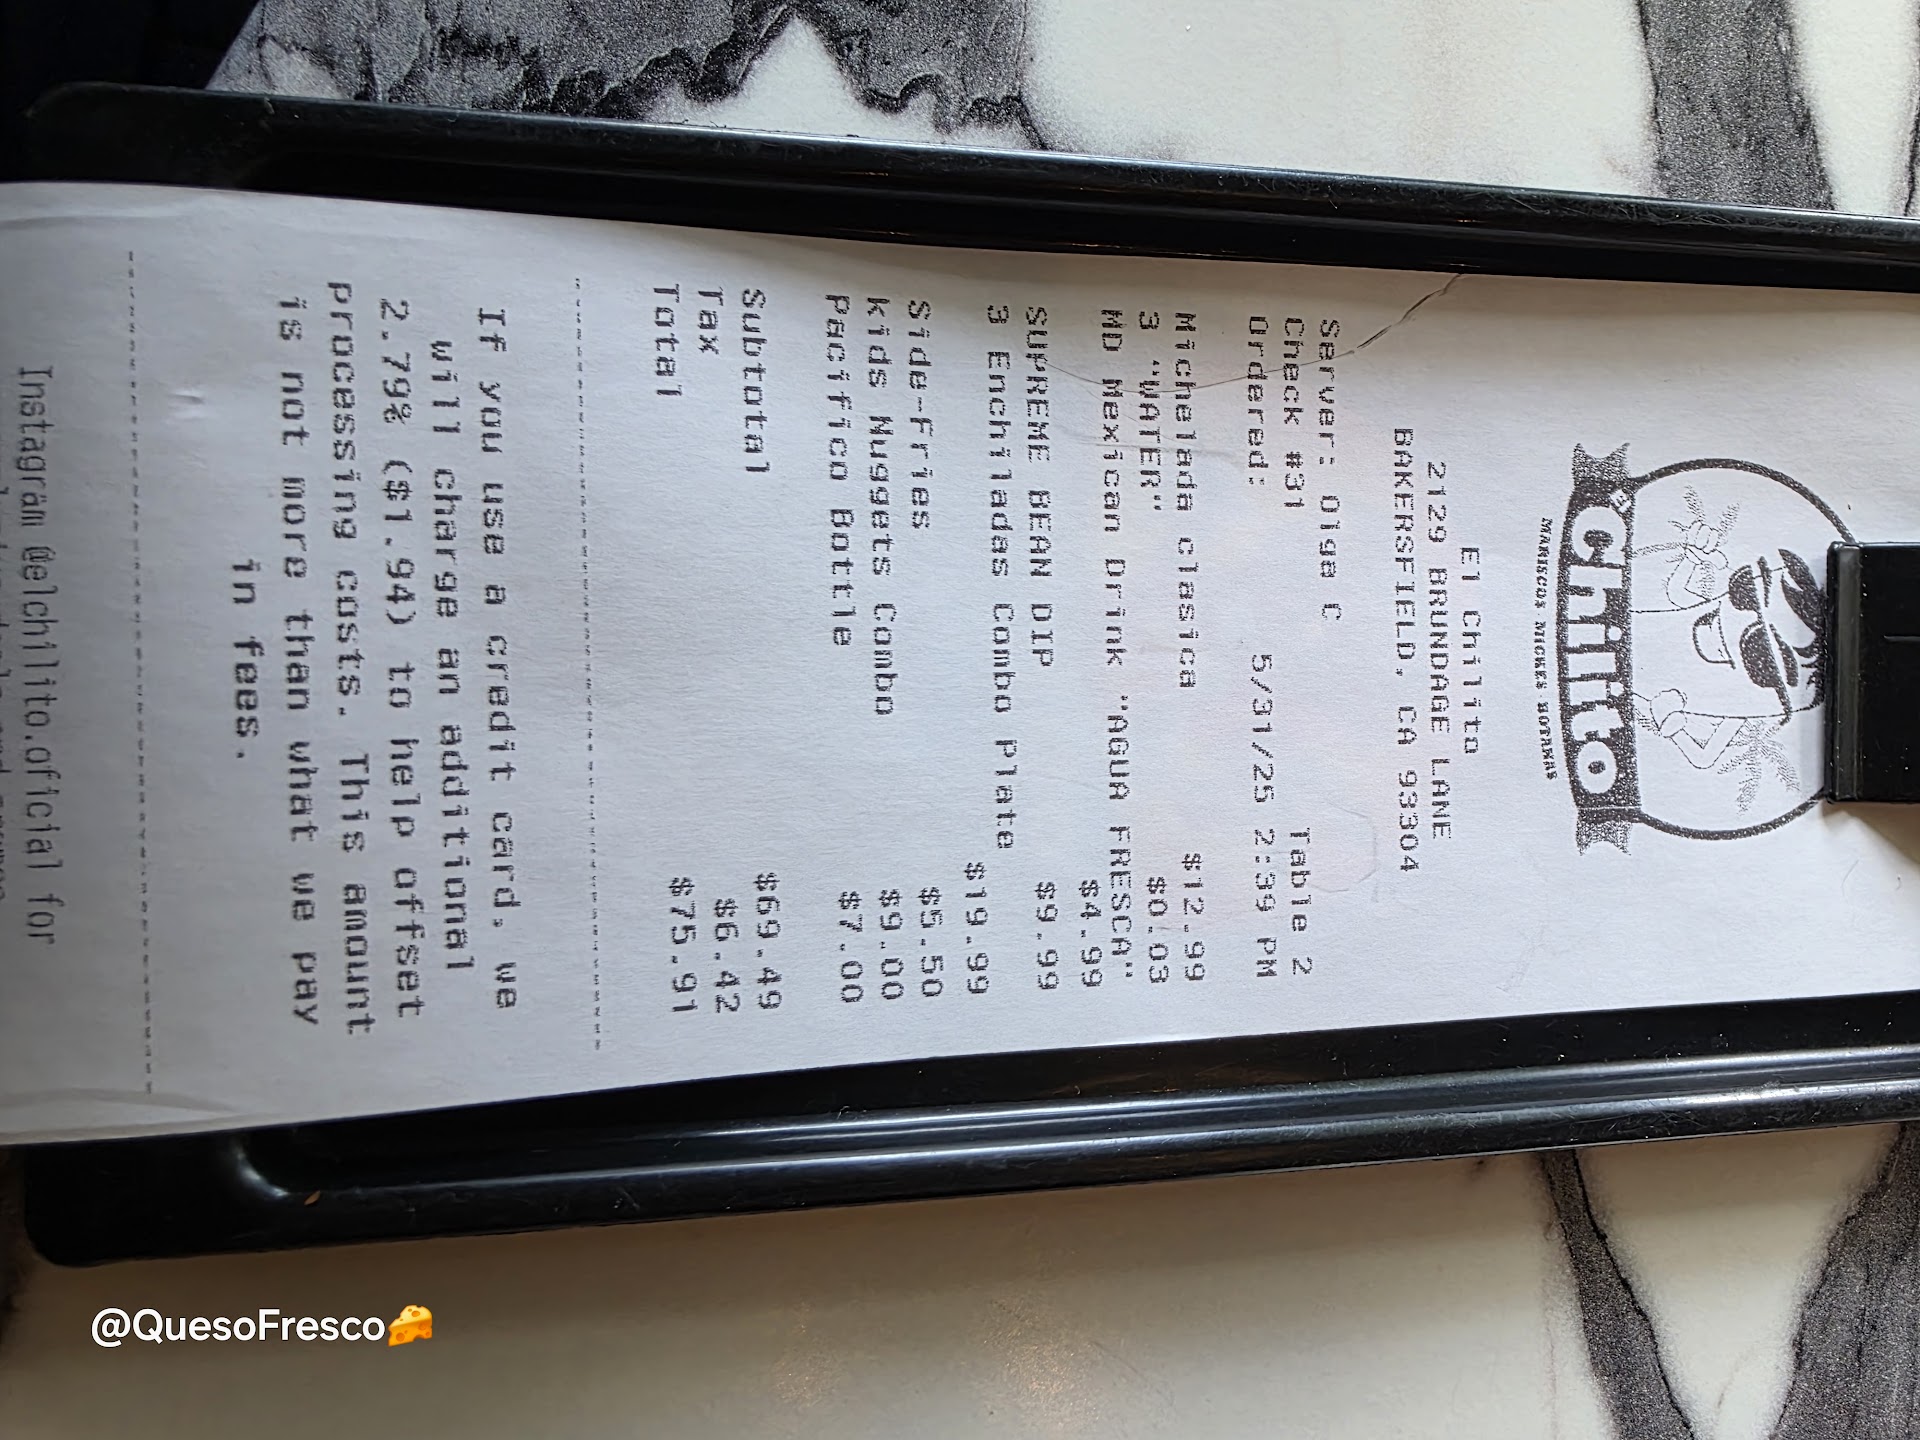 Chilito
MARISCOS MICHES BOTANAS
El Chilito
2129 BRUNDAGE LANE
BAKERSFIELD, CA 93304
Server: Olga C
Check #31 Table 2
Ordered: 5/31/25 2:39 PM
Michelada clasica $12.99
3 "WATER" $0.03
MD Mexican Drink "AGUA FRESCA"
$4.99
SUPREME BEAN DIP $9.99
3 Enchiladas Combo Plate
$19.99
Side-fries $5.50
Kids Nuggets Combo $9.00
Pacifico Bottle $7.00
Subtotal $69.49
Tax $6.42
Total $75.91
If you use a credit card, we
will charge an additional
2.79% ($1.94) to help offset
processing costs. This amount
is not more than what we pay
in fees.
Instagram @elchilito.oficial for
@QuesoFresco🧀